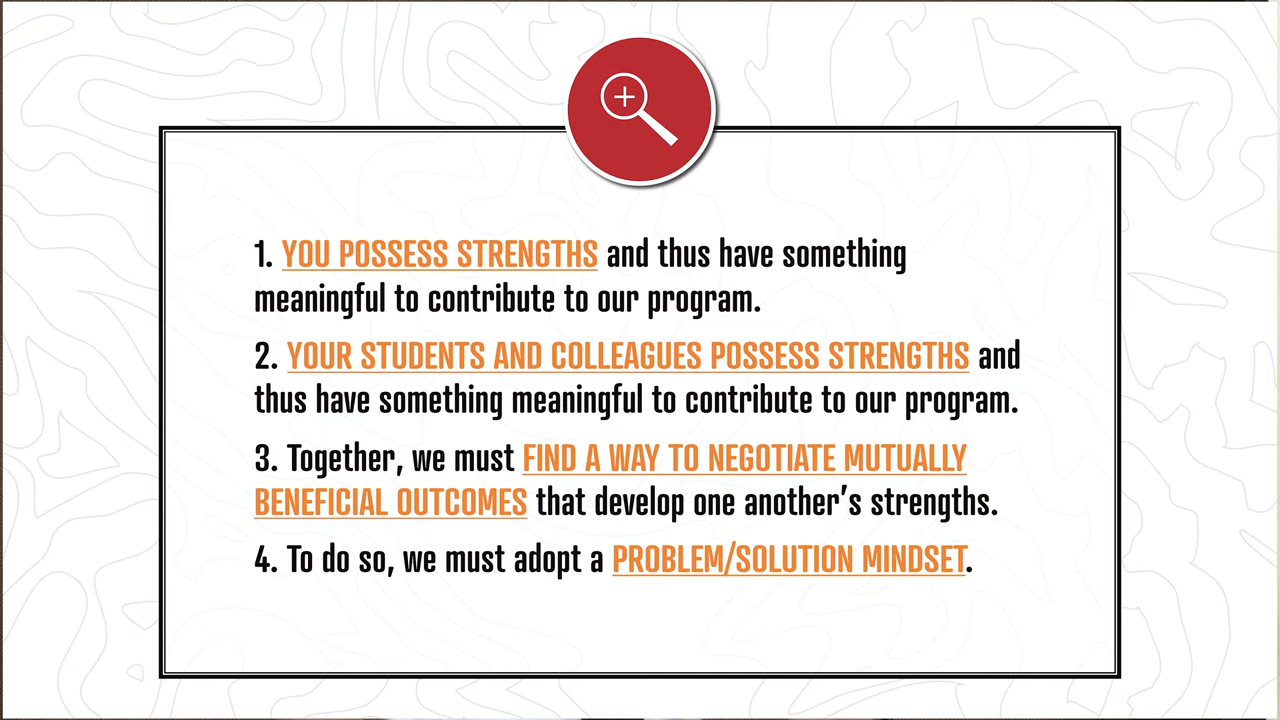 1. YOU POSSESS STRENGTHS and thus have something
meaningful to contribute to our program.
2. YOUR STUDENTS AND COLLEAGUES POSSESS STRENGTHS and
thus have something meaningful to contribute to our program.
3. Together, we must FIND A WAY TO NEGOTIATE MUTUALLY
BENEFICIAL OUTCOMES that develop one another’s strengths.
4. To do so, we must adopt a PROBLEM/SOLUTION MINDSET.